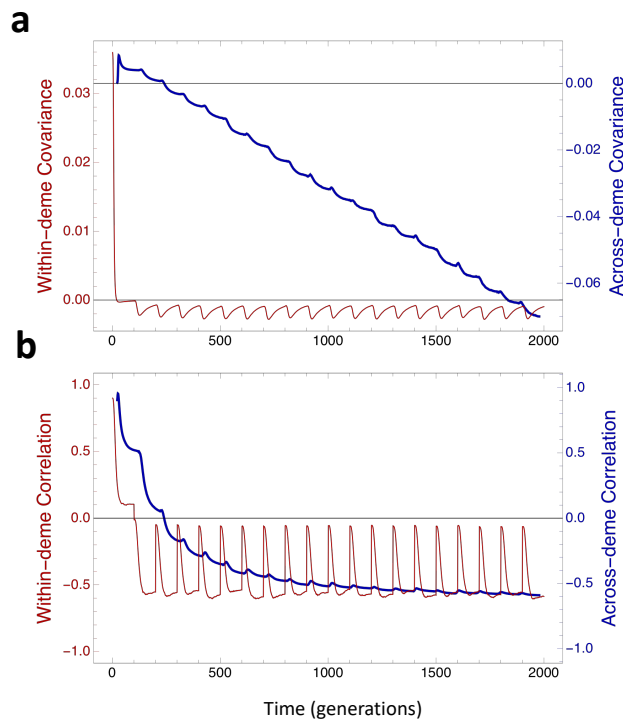 a
Within−deme Covariance
0.03
0.02
0.01
0.00
0.00
−0.02
−0.04
−0.06
Across−deme Covariance
0 500 1000 1500 2000
b
Within−deme Correlation
1.0
0.5
0.0
−0.5
−1.0
1.0
0.5
0.0
−0.5
−1.0
Across−deme Correlation
0 500 1000 1500 2000
Time (generations)